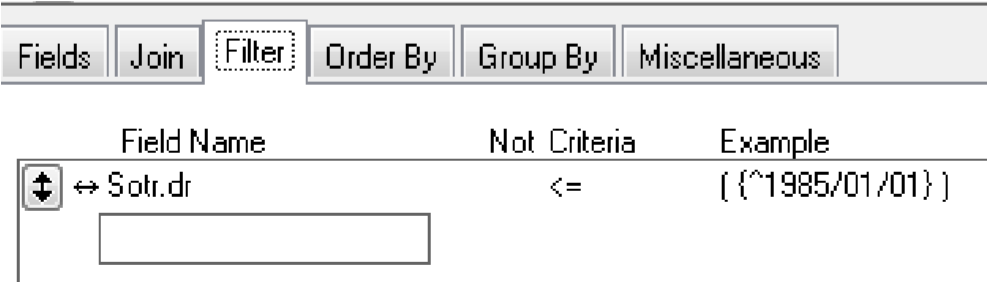 Fields Join Filter Order By Group By Miscellaneous
Field Name Not Criteria Example
↔ Sotr.dr <= ( {^1985/01/01} )